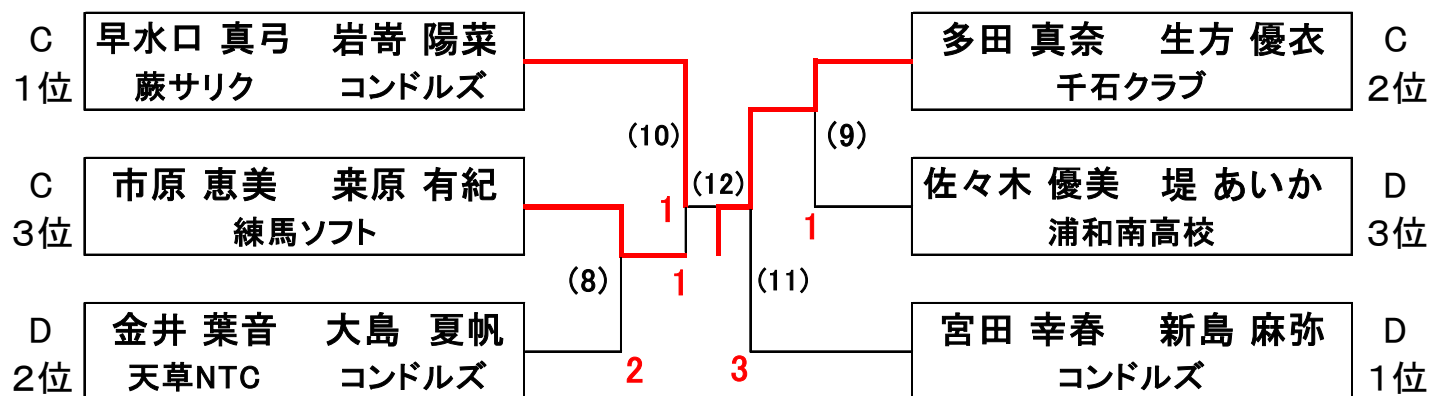 C
1位
早水口 真弓 岩嵜 陽菜
蕨サリク コンドルズ
C
3位
市原 恵美 桒原 有紀
練馬ソフト
D
2位
金井 葉音 大島 夏帆
天草NTC コンドルズ
(10)
1
(12)
(8)
1
2
(9)
1
(11)
3
多田 真奈 生方 優衣
千石クラブ
C
2位
佐々木 優美 堤 あいか
浦和南高校
D
3位
宮田 幸春 新島 麻弥
コンドルズ
D
1位